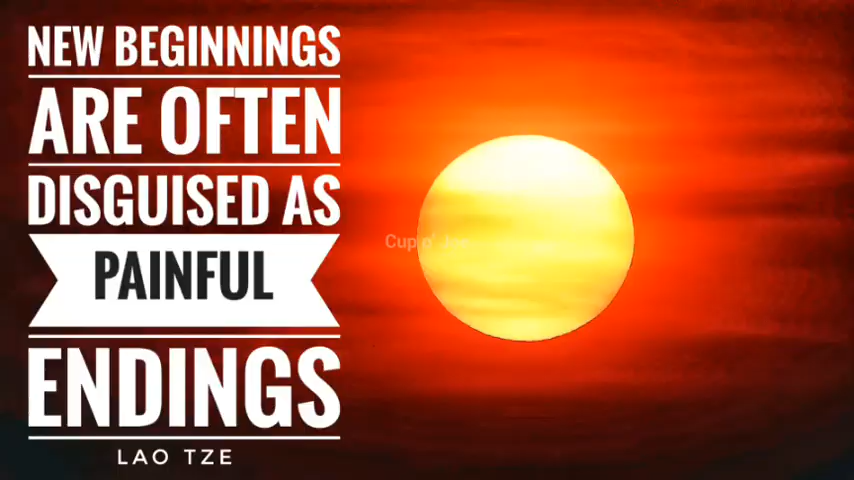 NEW BEGINNINGS
ARE OFTEN
DISGUISED AS
PAINFUL
ENDINGS
LAO TZE